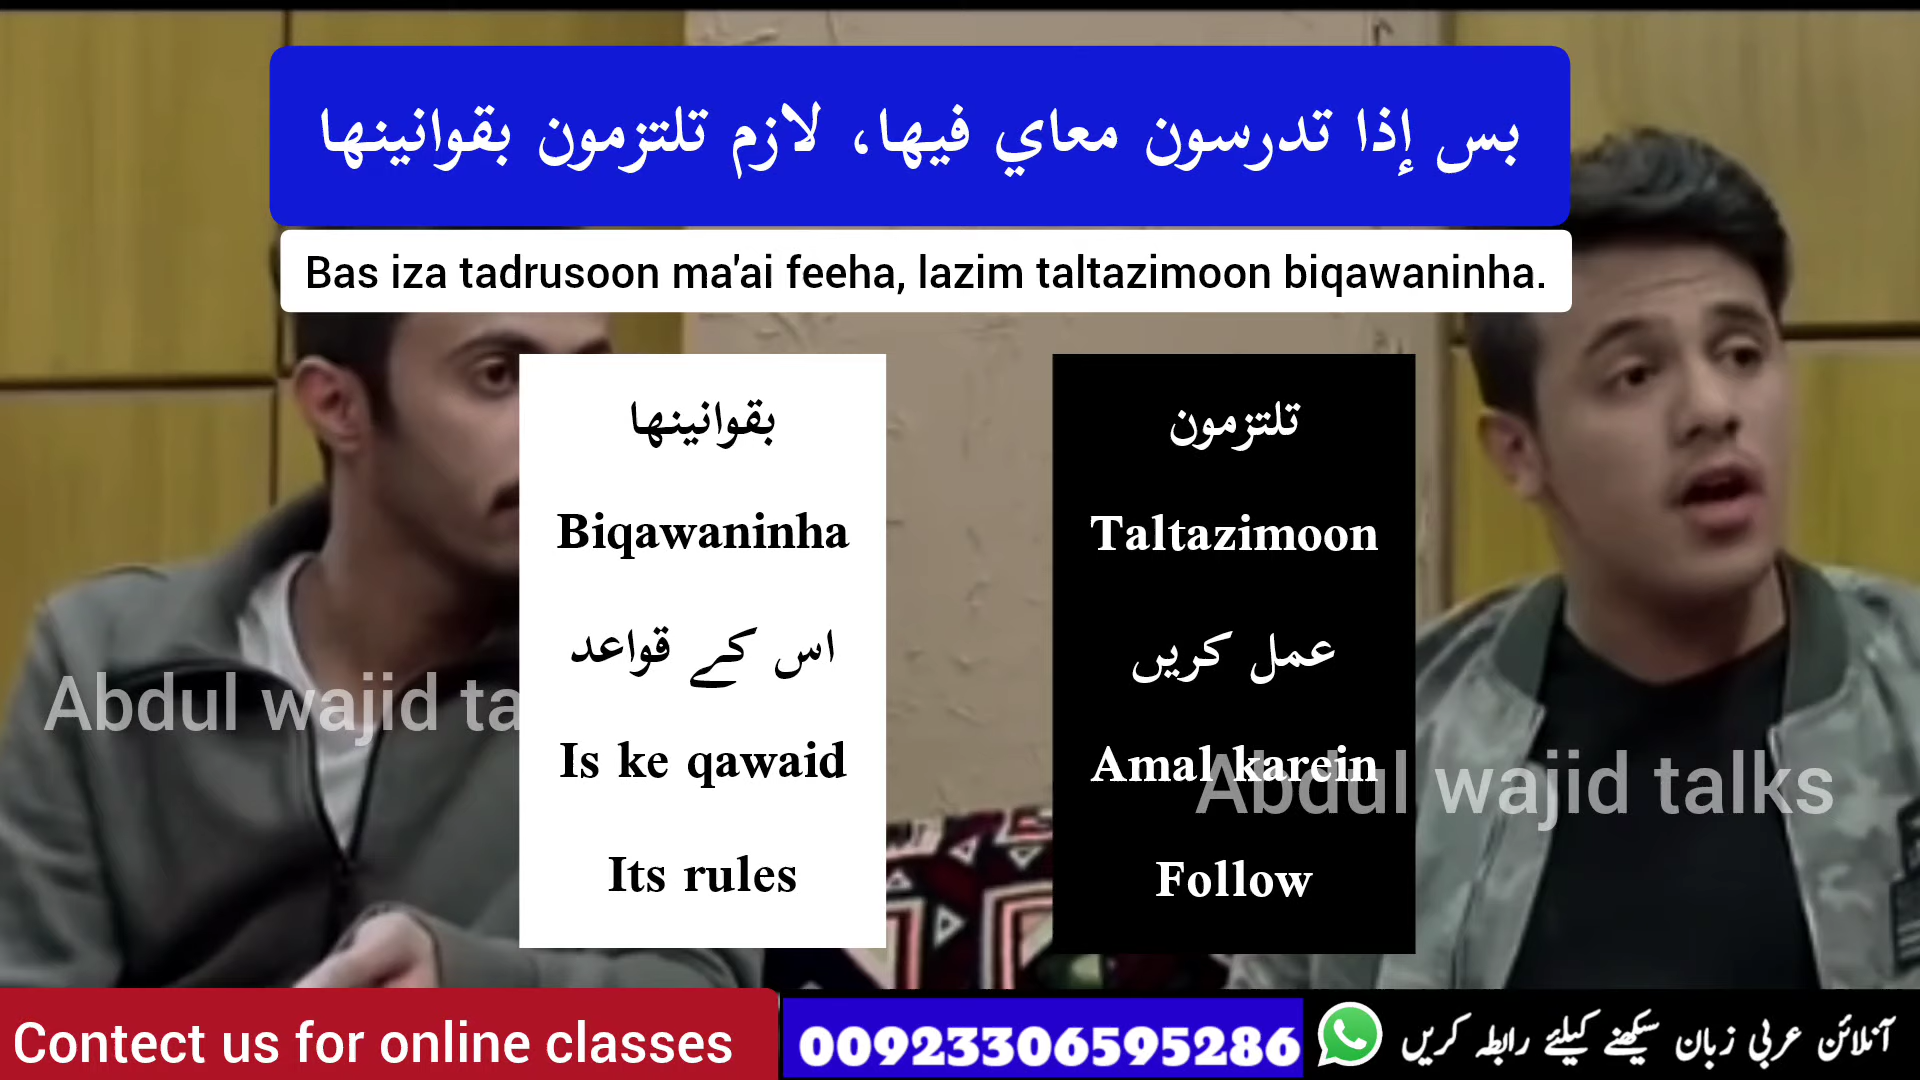 بس إذا تدرسون معاي فيها، لازم تلتزمون بقوانينها
Bas iza tadrusoon ma'ai feeha, lazim taltazimoon biqawaninha.
بقوانينها
Biqawaninha
اس کے قواعد
Is ke qawaid
Its rules
تلتزمون
Taltazimoon
عمل کریں
Amal karein
Follow
Abdul wajid ta
Abdul wajid talks
Contect us for online classes
00923306595286
آنلائن عربی زبان سیکھنے کیلئے رابطہ کریں